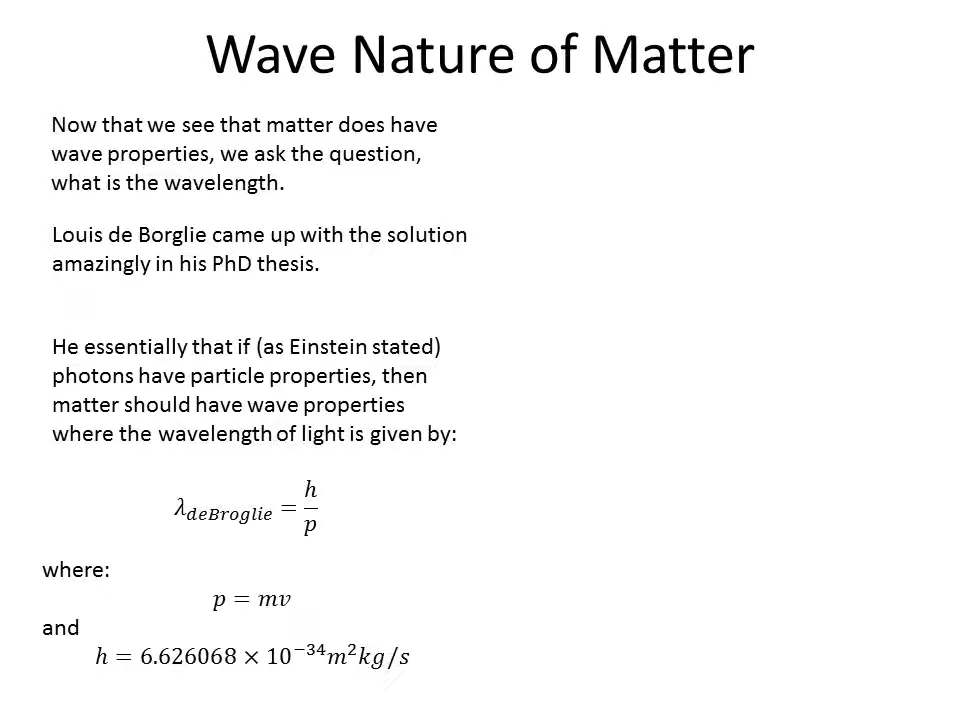 Wave Nature of Matter
Now that we see that matter does have
wave properties, we ask the question,
what is the wavelength.
Louis de Borglie came up with the solution
amazingly in his PhD thesis.
He essentially that if (as Einstein stated)
photons have particle properties, then
matter should have wave properties
where the wavelength of light is given by:
λ_deBroglie = h/p
where:
p = mv
and
h = 6.626068 × 10⁻³⁴m²kg/s